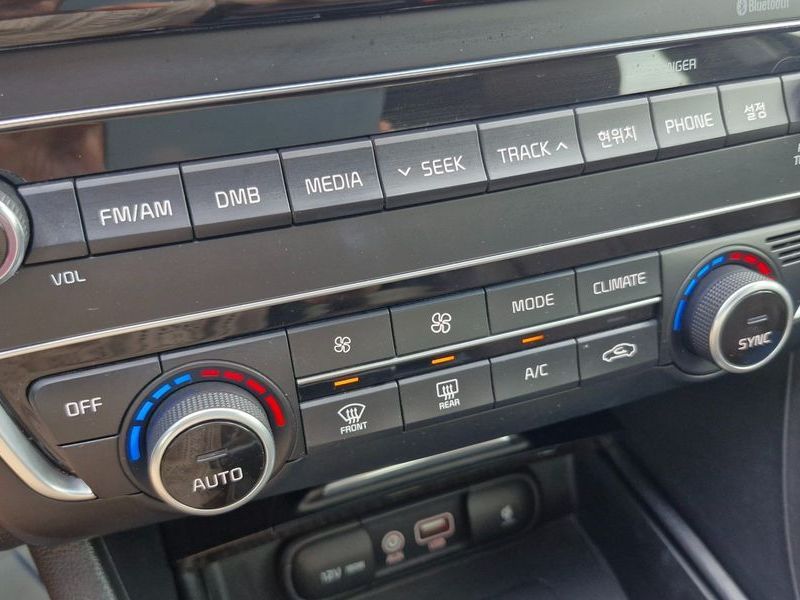 Bluetooth
FM/AM
DMB
MEDIA
SEEK
TRACK
현위치
PHONE
설정
VOL
MODE
CLIMATE
OFF
AUTO
FRONT
REAR
A/C
SYNC